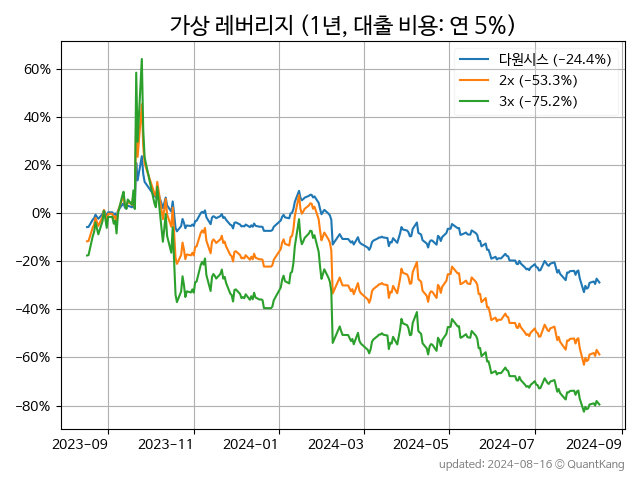 가상 레버리지 (1년, 대출 비용: 연 5%)
다원시스 (-24.4%)
2x (-53.3%)
3x (-75.2%)
60%
40%
20%
0%
-20%
-40%
-60%
-80%
2023-09 2023-11 2024-01 2024-03 2024-05 2024-07 2024-09
updated: 2024-08-16 © QuantKang